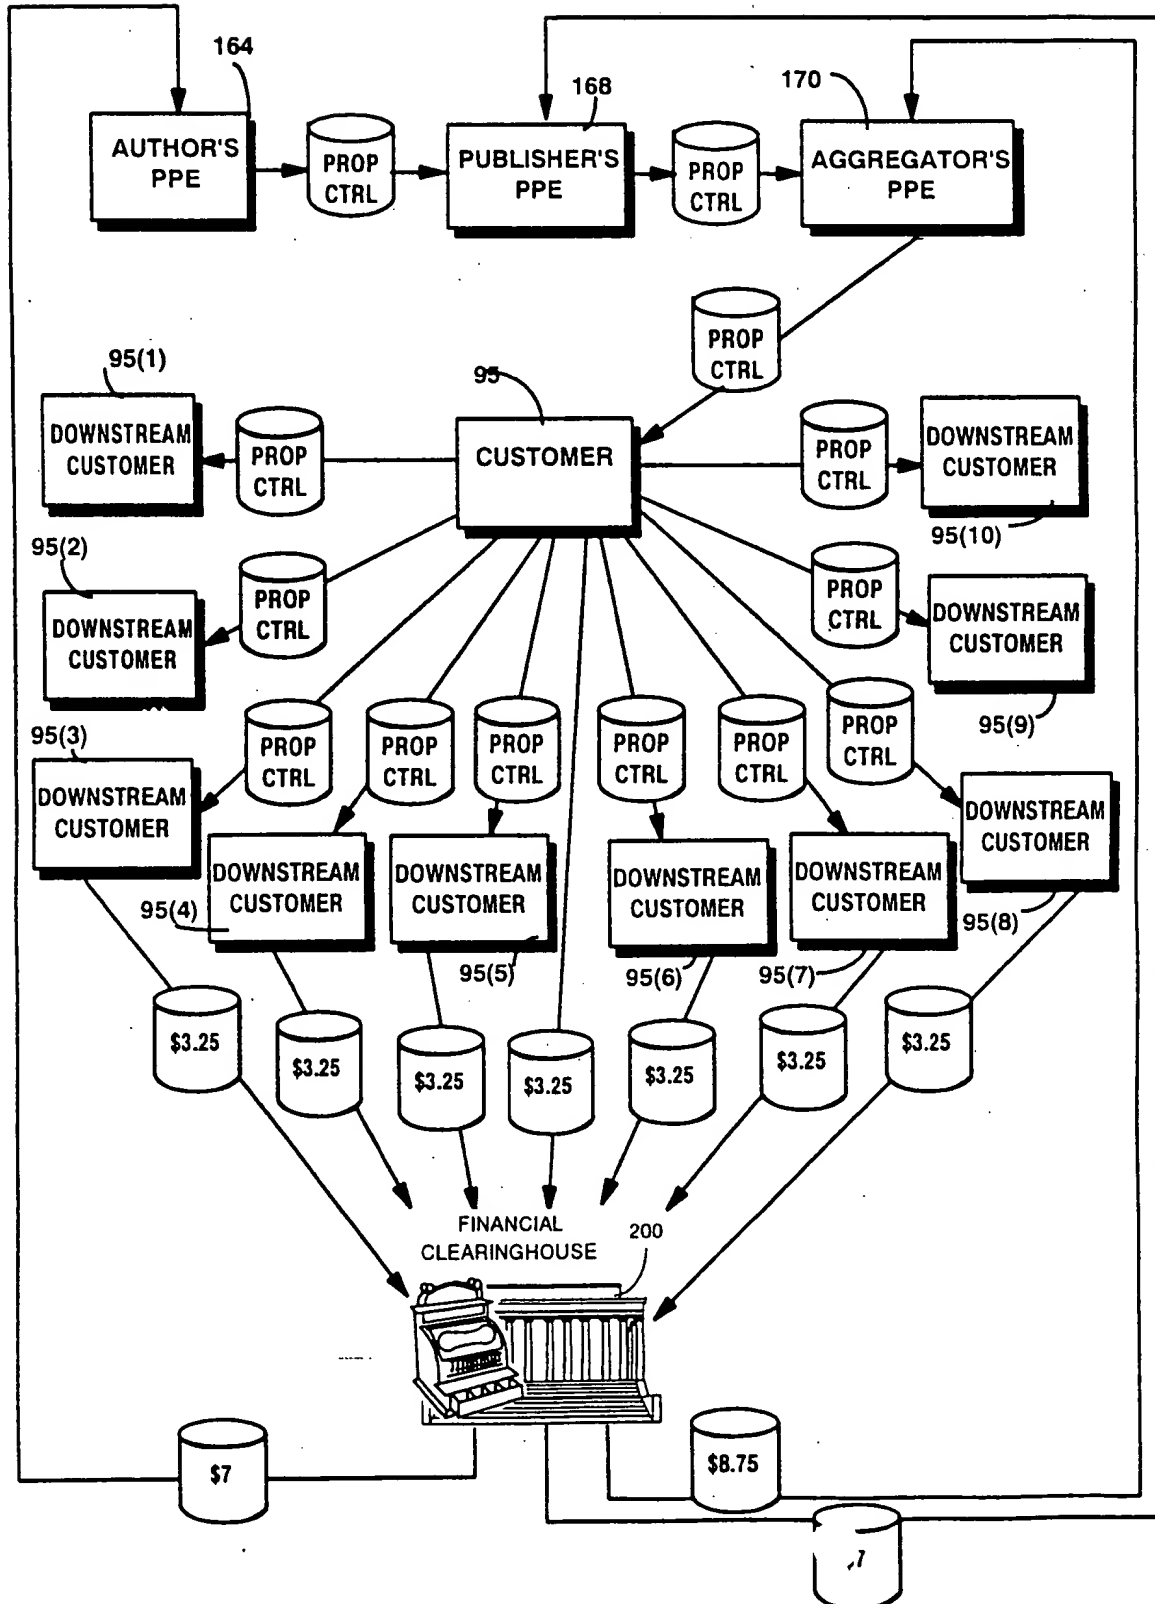 164
168
170
AUTHOR'S
PPE
PROP
CTRL
PUBLISHER'S
PPE
PROP
CTRL
AGGREGATOR'S
PPE
PROP
CTRL
95(1)
95
DOWNSTREAM
CUSTOMER
PROP
CTRL
CUSTOMER
PROP
CTRL
DOWNSTREAM
CUSTOMER
95(10)
95(2)
DOWNSTREAM
CUSTOMER
PROP
CTRL
PROP
CTRL
DOWNSTREAM
CUSTOMER
95(9)
95(3)
DOWNSTREAM
CUSTOMER
PROP
CTRL
PROP
CTRL
PROP
CTRL
PROP
CTRL
PROP
CTRL
PROP
CTRL
DOWNSTREAM
CUSTOMER
95(8)
95(4)
DOWNSTREAM
CUSTOMER
DOWNSTREAM
CUSTOMER
95(5)
DOWNSTREAM
CUSTOMER
95(6)
DOWNSTREAM
CUSTOMER
95(7)
$3.25
$3.25
$3.25
$3.25
$3.25
$3.25
$3.25
FINANCIAL
CLEARINGHOUSE
200
$7
$8.75